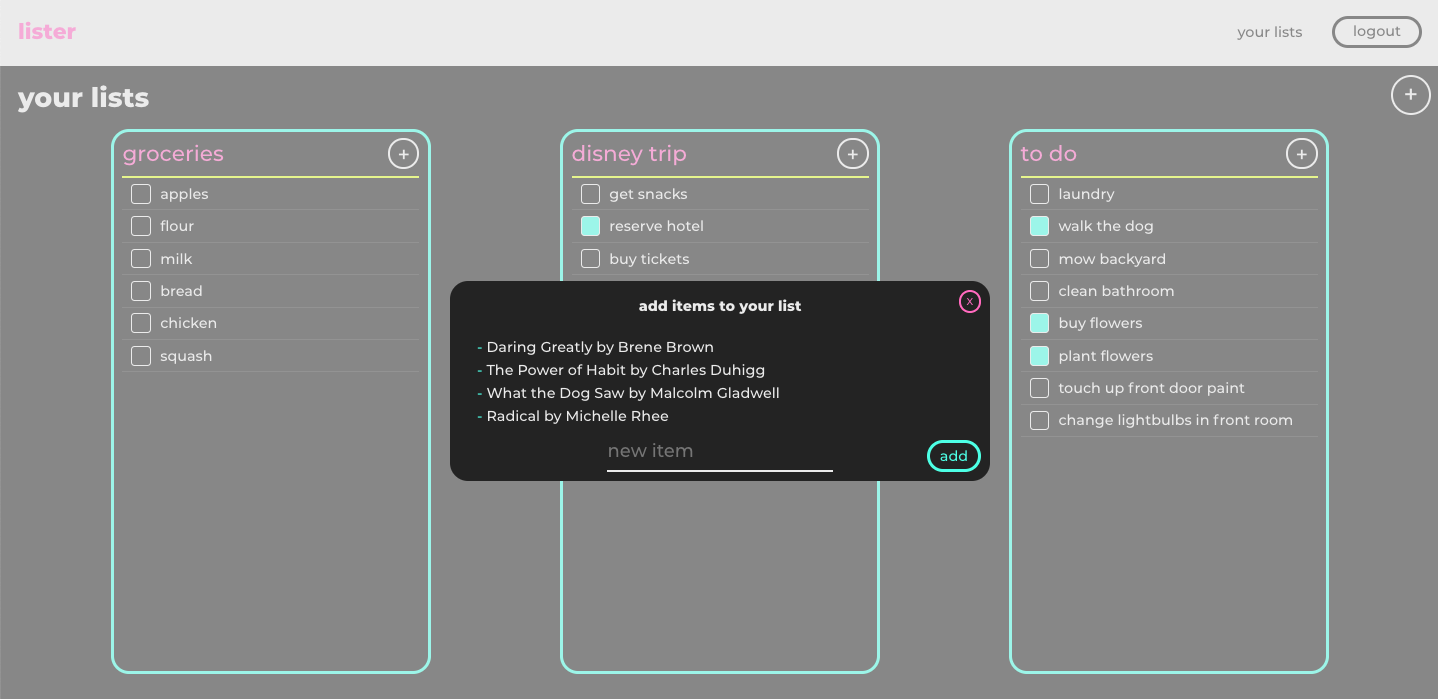 lister
your lists
logout
your lists
+
groceries
+
apples
flour
milk
bread
chicken
squash
disney trip
+
get snacks
reserve hotel
buy tickets
to do
+
laundry
walk the dog
mow backyard
clean bathroom
buy flowers
plant flowers
touch up front door paint
change lightbulbs in front room
add items to your list
x
- Daring Greatly by Brene Brown
- The Power of Habit by Charles Duhigg
- What the Dog Saw by Malcolm Gladwell
- Radical by Michelle Rhee
new item
add